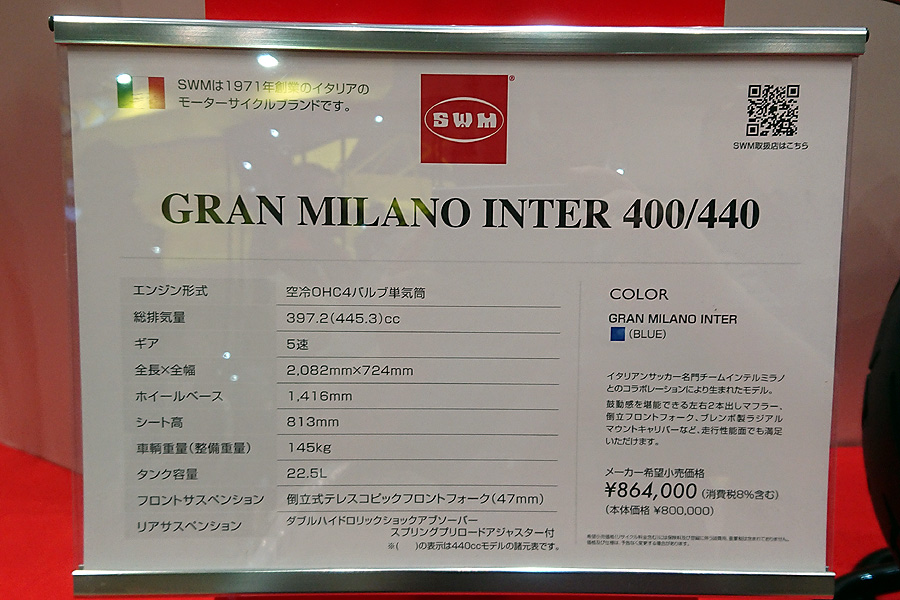 SWMは1971年創業のイタリアの
モーターサイクルブランドです。
SWM
®
SWM取扱店はこちら
GRAN MILANO INTER 400/440
エンジン形式 空冷OHC4バルブ単気筒
総排気量 397.2(445.3)cc
ギア 5速
全長×全幅 2,082mm×724mm
ホイールベース 1,416mm
シート高 813mm
車輌重量(整備重量) 145kg
タンク容量 22.5L
フロントサスペンション 倒立式テレスコピックフロントフォーク(47mm)
リアサスペンション ダブルハイドロリックショックアブソーバー
スプリングプリロードアジャスター付
※( )の表示は440ccモデルの諸元表です。
COLOR
GRAN MILANO INTER
(BLUE)
イタリアンサッカー名門チームインテルミラノ
とのコラボレーションにより生まれたモデル。
鼓動感を堪能できる左右2本出しマフラー、
倒立フロントフォーク、ブレンボ製ラジアル
マウントキャリパーなど、走行性能面でも満足
いただけます。
メーカー希望小売価格
¥864,000(消費税8%含む)
(本体価格 ¥800,000)